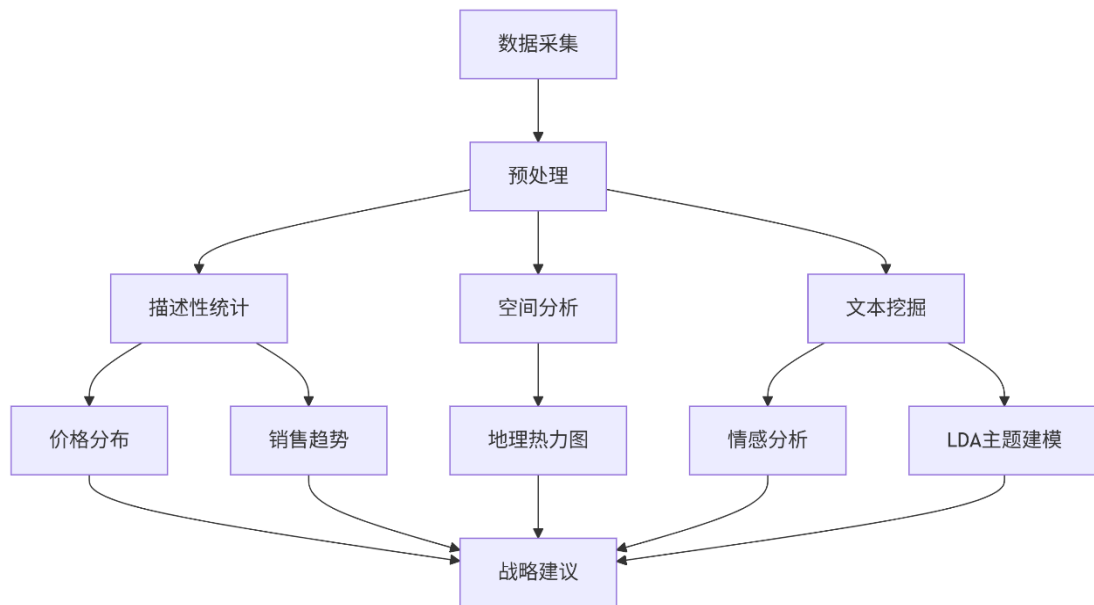 数据采集
预处理
描述性统计
空间分析
文本挖掘
价格分布
销售趋势
地理热力图
情感分析
LDA主题建模
战略建议